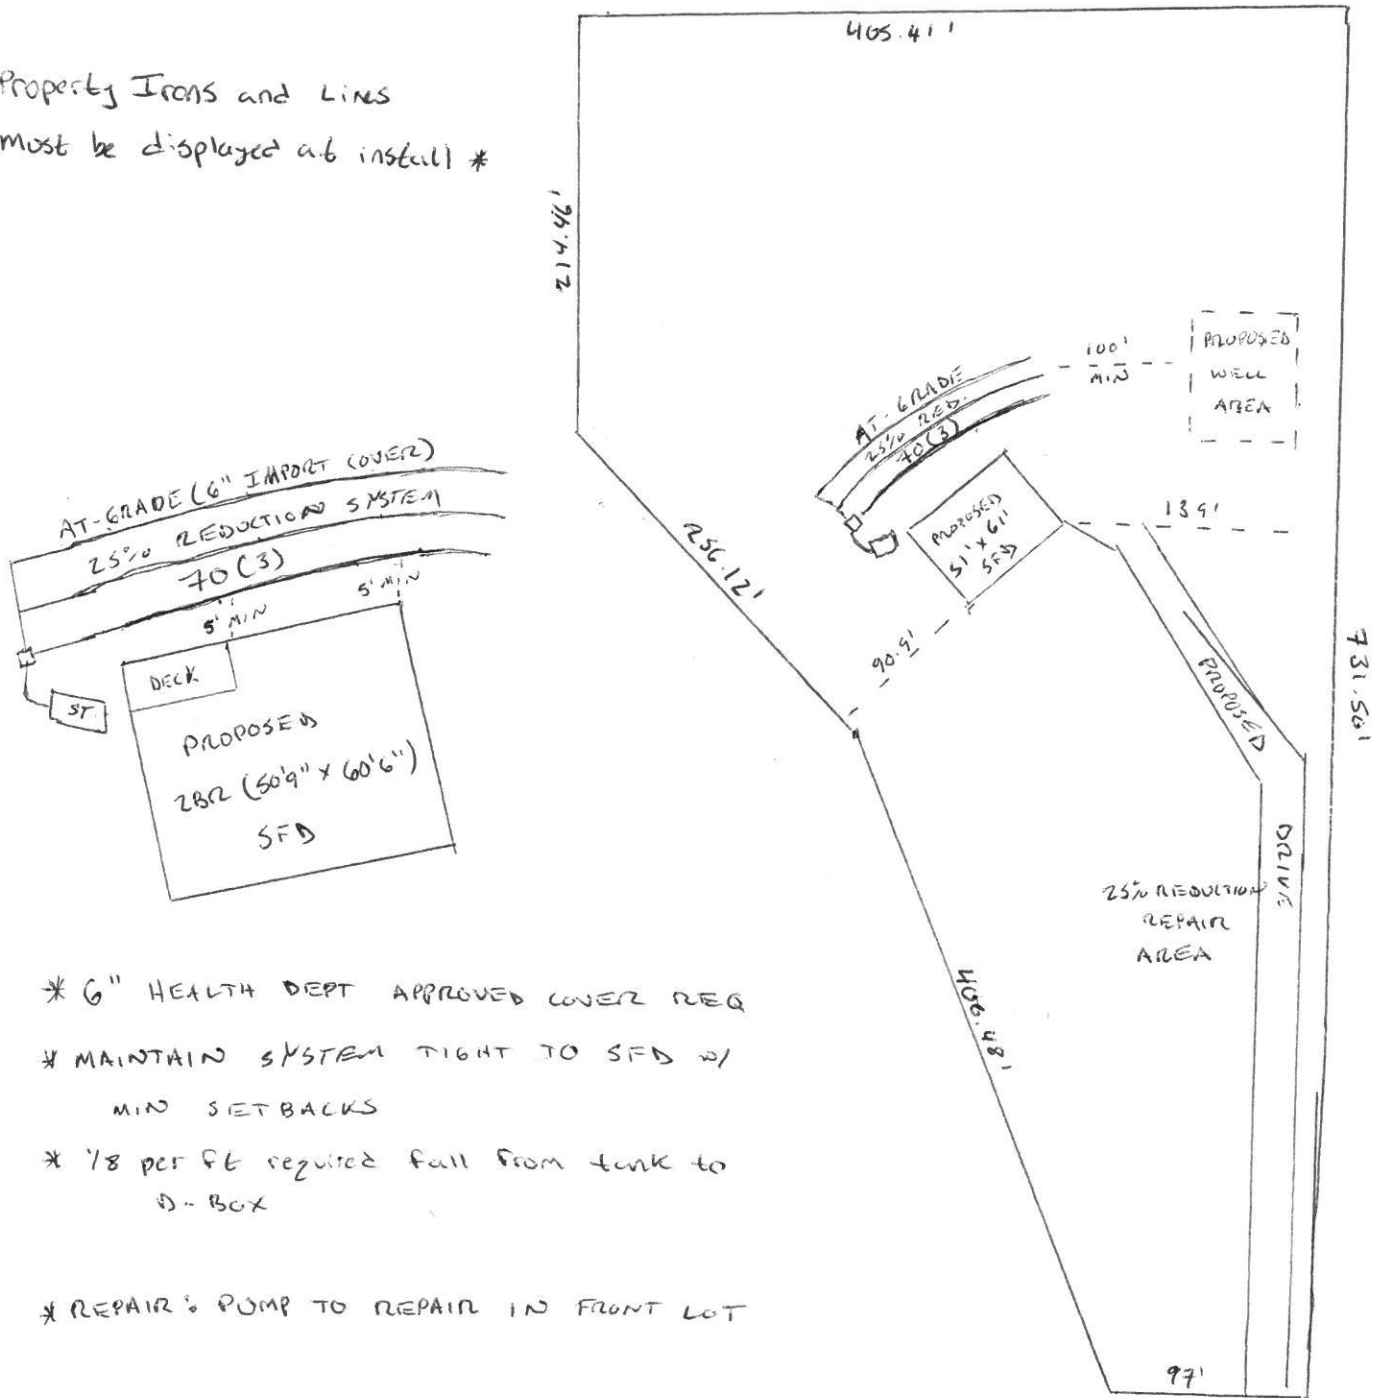 Property Irons and Lines
must be displayed at install *
405.41'
214.46'
256.12'
406.48'
97'
731.50'
AT-GRADE
25% RED.
70(3)
100'
MIN
PROPOSED
WELL
AREA
PROPOSED
51' x 61'
SFD
139'
90.9'
PROPOSED
DRIVE
25% REDUCTION
REPAIR
AREA
AT-GRADE (6" IMPORT COVER)
25% REDUCTION SYSTEM
70(3)
5' MIN
5' MIN
DECK
ST
PROPOSED
2BR (50'9" x 60'6")
SFD
* 6" HEALTH DEPT APPROVED COVER REQ
* MAINTAIN SYSTEM TIGHT TO SFD w/
MIN SETBACKS
* 1/8 per ft required fall from tank to
D-BOX
* REPAIR: PUMP TO REPAIR IN FRONT LOT